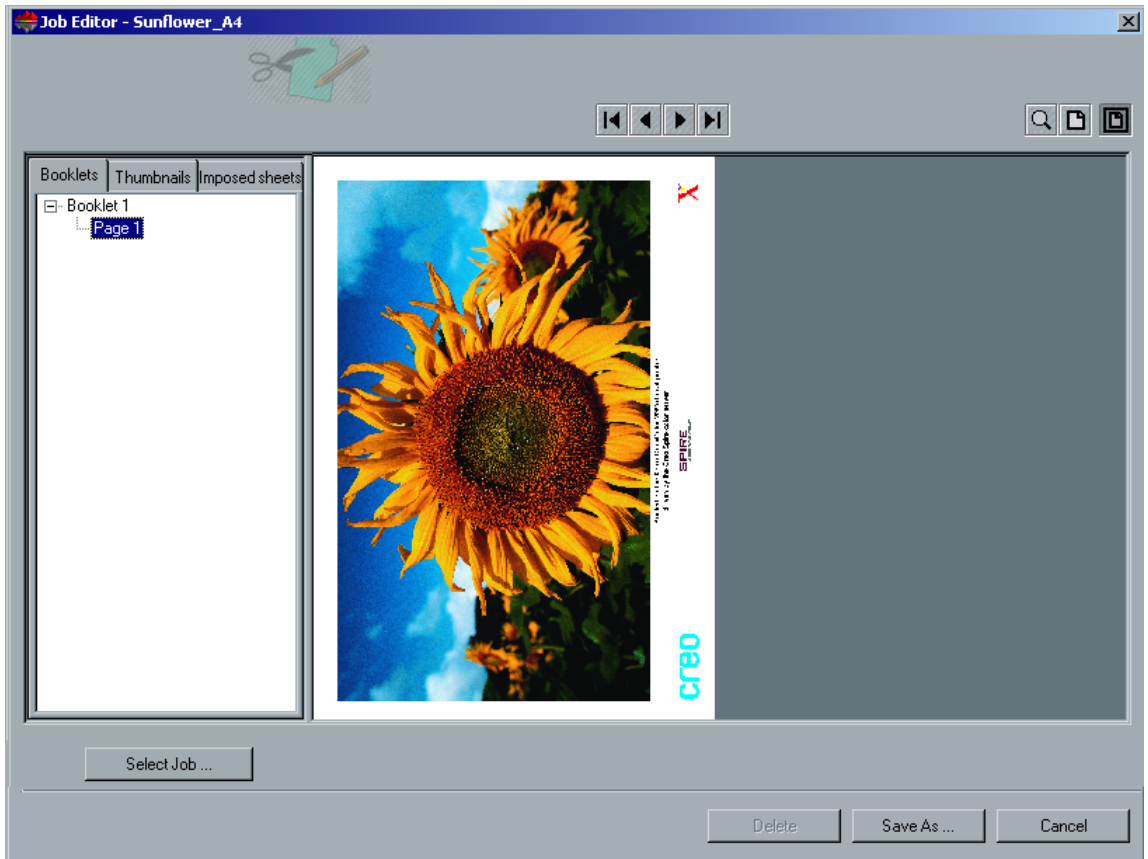 Job Editor - Sunflower_A4
Booklets
Thumbnails
Imposed sheets
Booklet 1
Page 1
SPIRE
creo
Select Job ...
Delete
Save As ...
Cancel